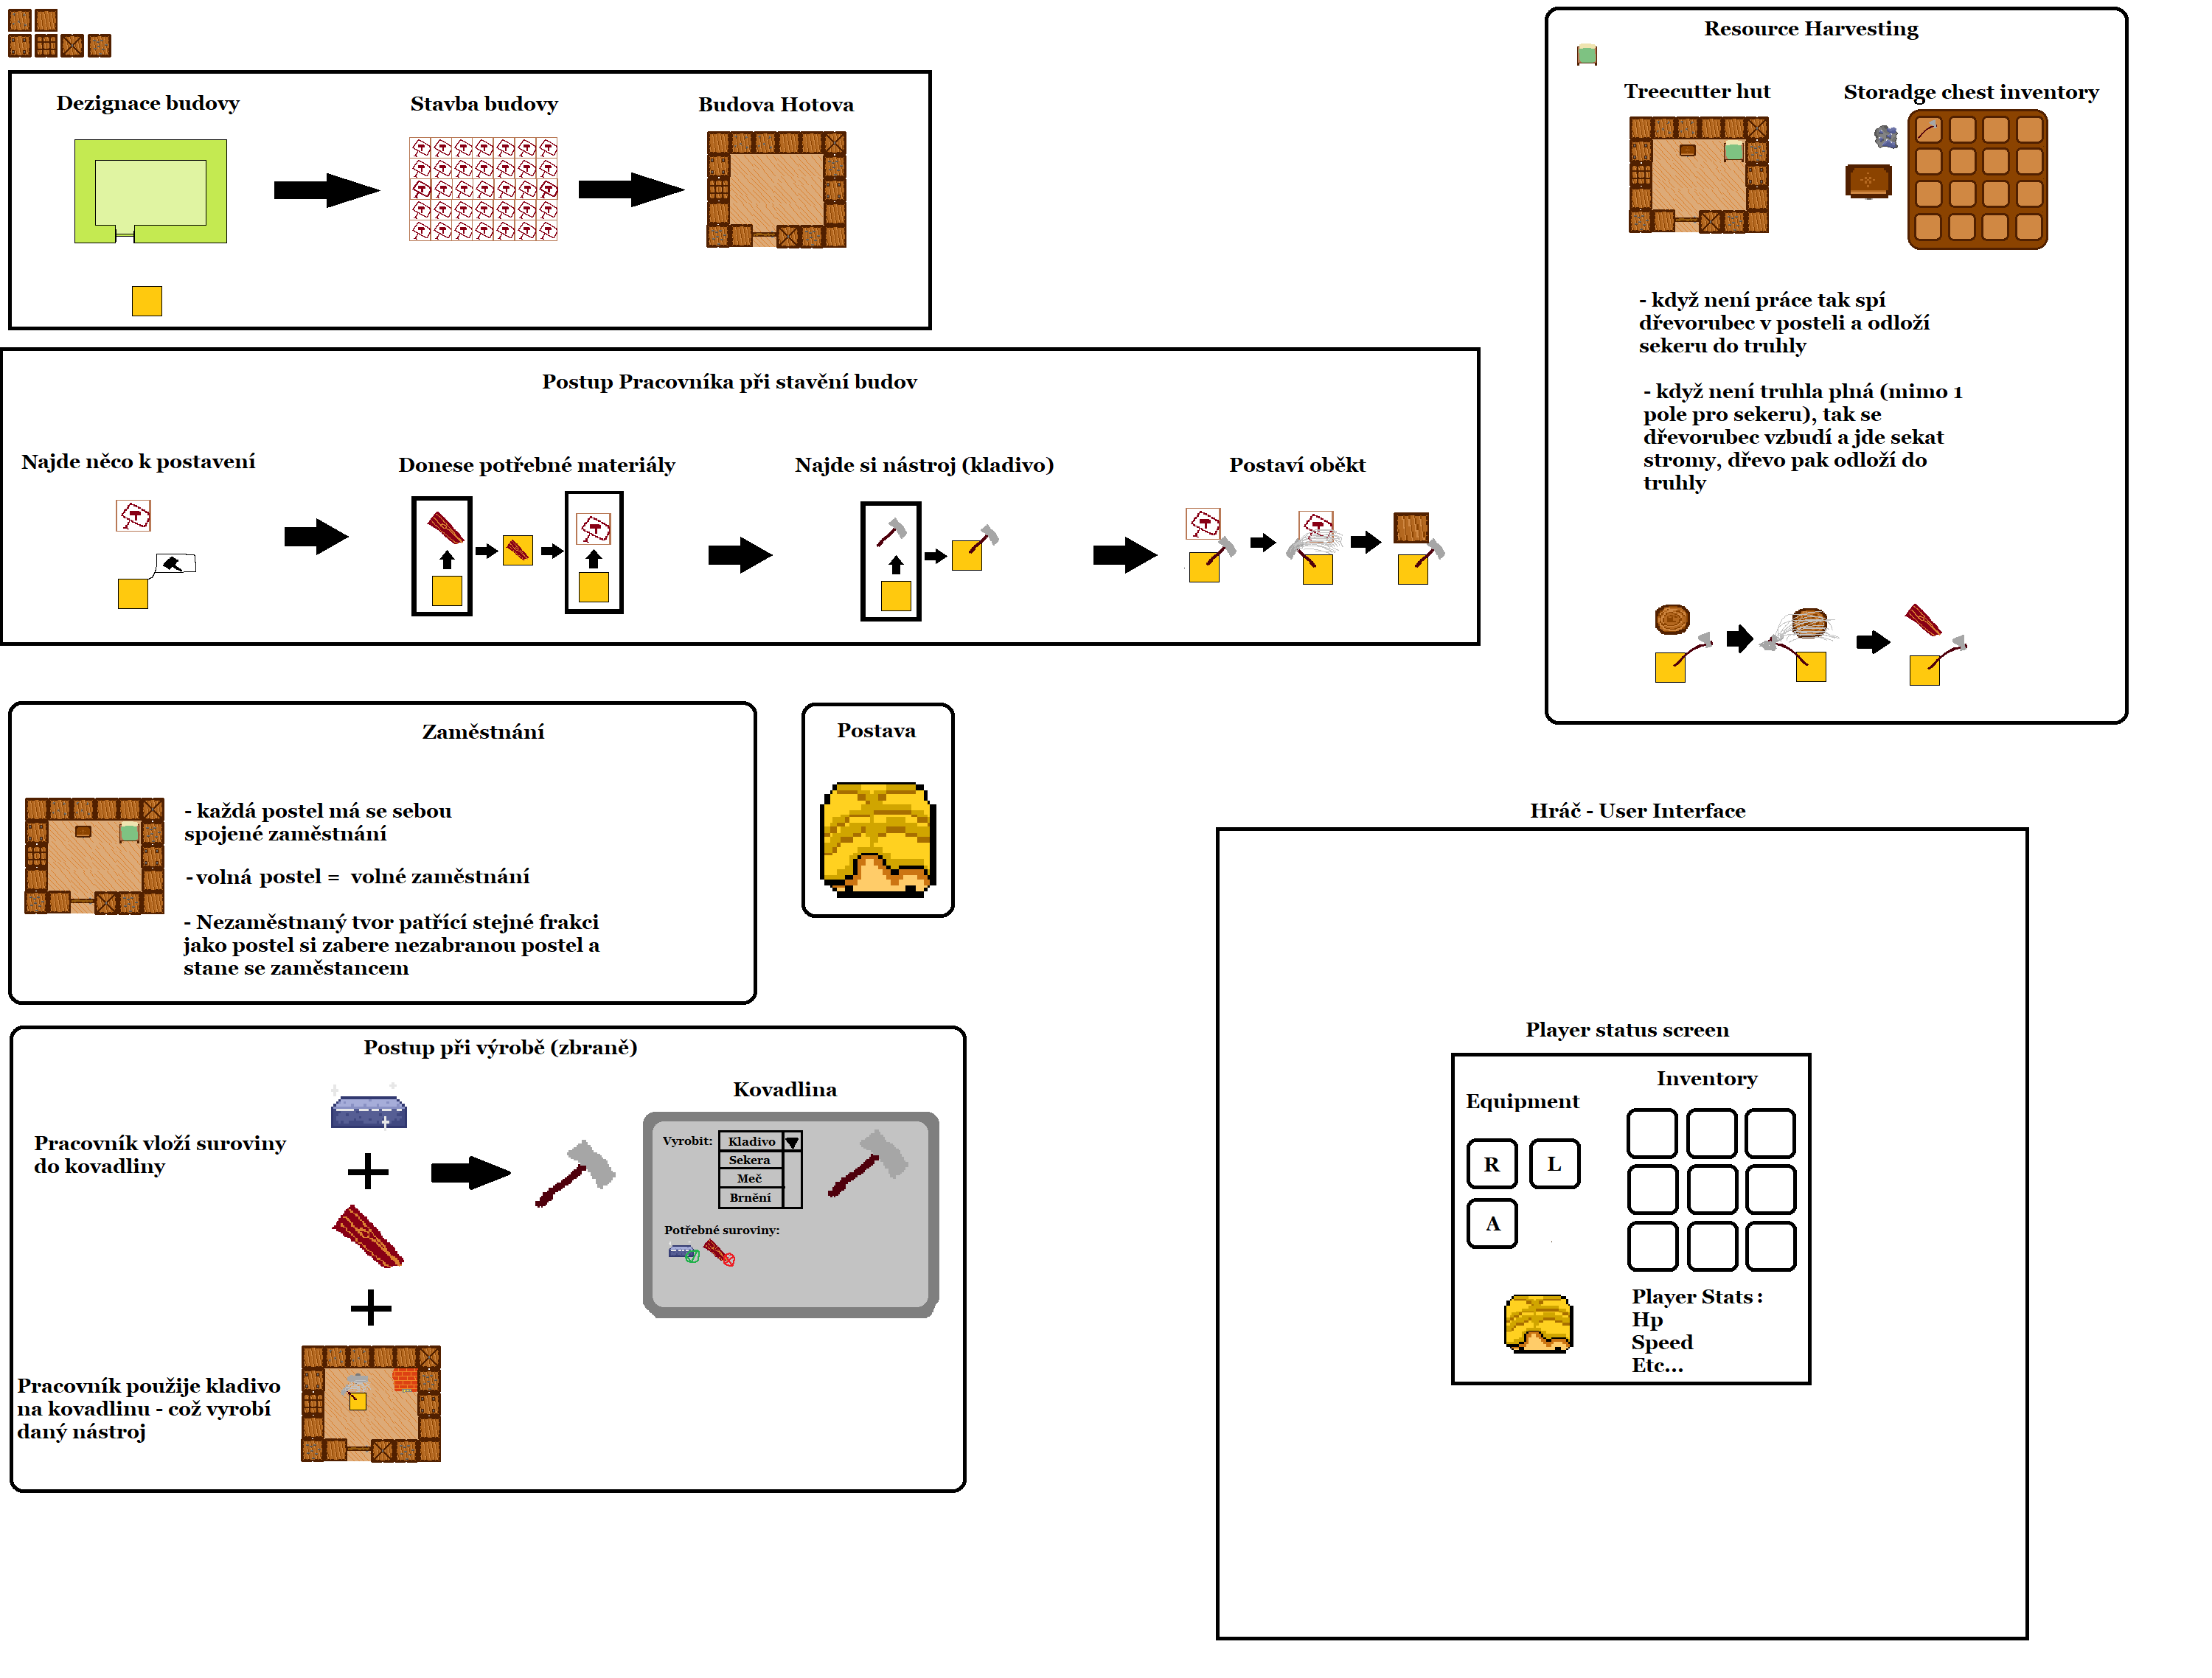 Dezignace budovy
Stavba budovy
Budova Hotova
Postup Pracovníka při stavění budov
Najde něco k postavení
Donese potřebné materiály
Najde si nástroj (kladivo)
Postaví oběkt
Resource Harvesting
Treecutter hut
Storadge chest inventory
- když není práce tak spí
dřevorubec v posteli a odloží
sekeru do truhly
- když není truhla plná (mimo 1
pole pro sekeru), tak se
dřevorubec vzbudí a jde sekat
stromy, dřevo pak odloží do
truhly
Zaměstnání
- každá postel má se sebou
spojené zaměstnání
- volná postel = volné zaměstnání
- Nezaměstnaný tvor patřící stejné frakci
jako postel si zabere nezabranou postel a
stane se zaměstancem
Postava
Postup při výrobě (zbraně)
Pracovník vloží suroviny
do kovadliny
Pracovník použije kladivo
na kovadlinu - což vyrobí
daný nástroj
Kovadlina
Vyrobit:
Kladivo
Sekera
Meč
Brnění
Potřebné suroviny:
Hráč - User Interface
Player status screen
Equipment
R
L
A
Inventory
Player Stats :
Hp
Speed
Etc...